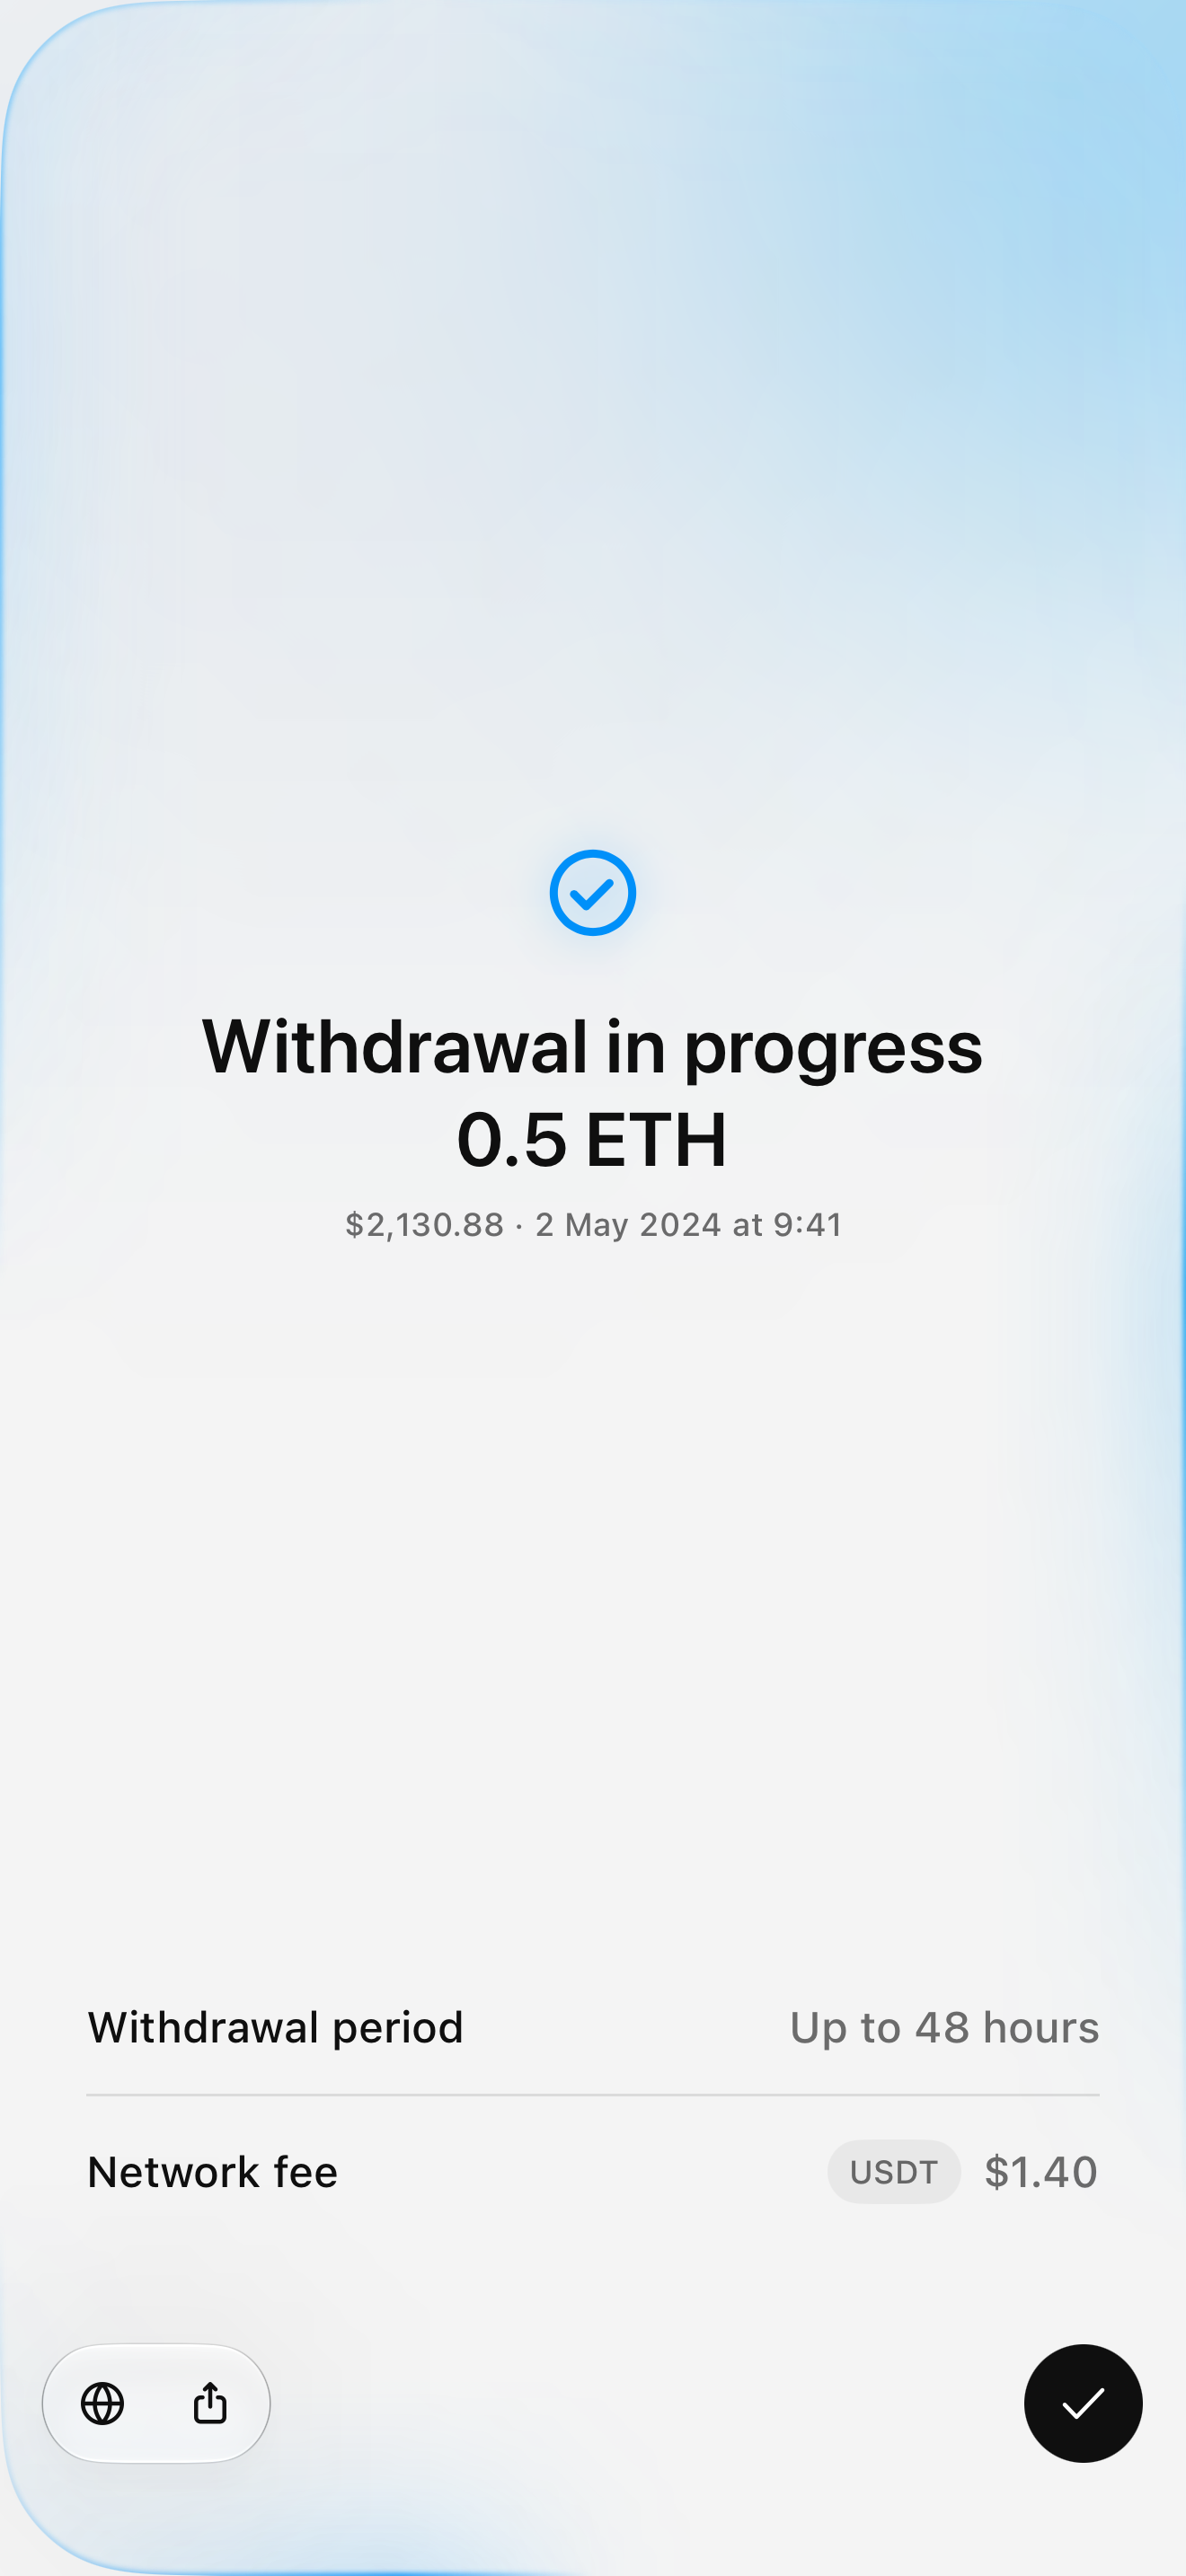 Withdrawal in progress
0.5 ETH
$2,130.88 · 2 May 2024 at 9:41
Withdrawal period Up to 48 hours
Network fee USDT $1.40